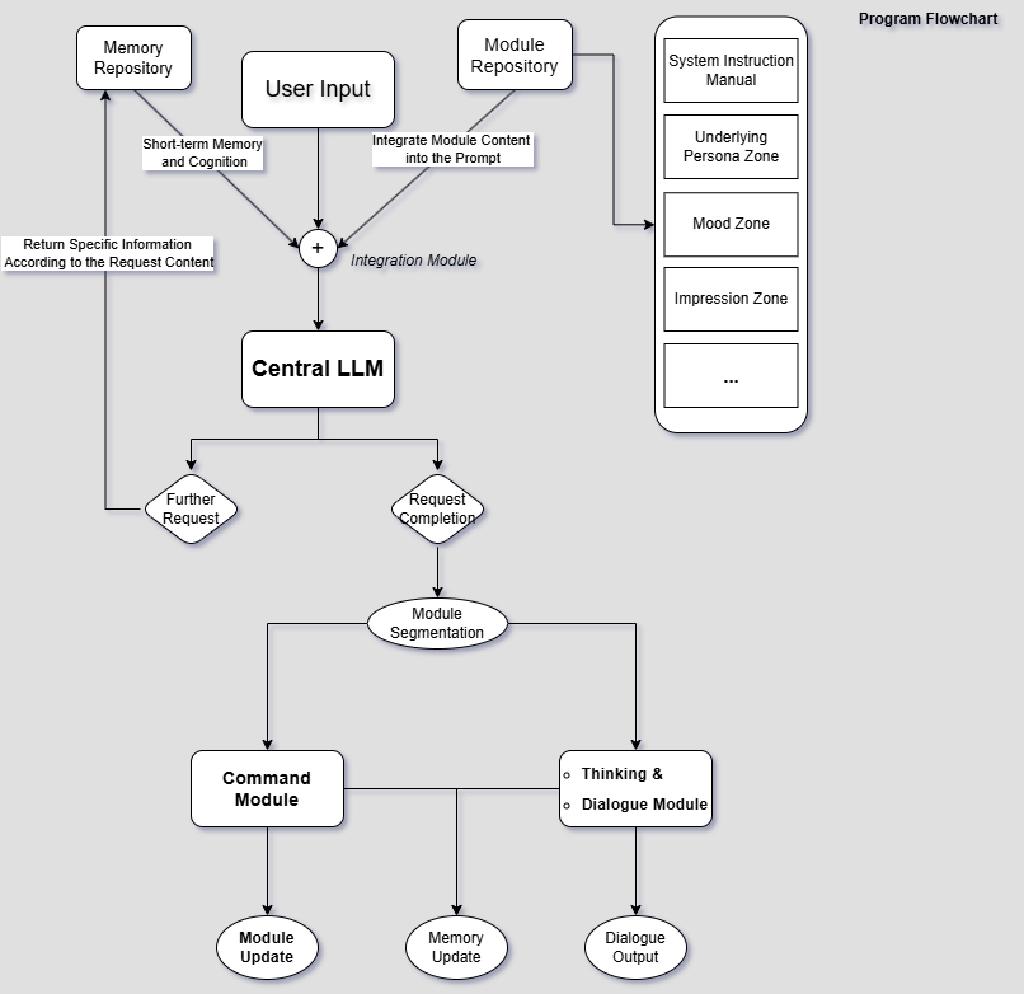 Program Flowchart
Memory
Repository
User Input
Module
Repository
System Instruction
Manual
Underlying
Persona Zone
Mood Zone
Impression Zone
...
Short-term Memory
and Cognition
Integrate Module Content
into the Prompt
Return Specific Information
According to the Request Content
+
Integration Module
Central LLM
Further
Request
Request
Completion
Module
Segmentation
Command
Module
Thinking &
Dialogue Module
Module
Update
Memory
Update
Dialogue
Output